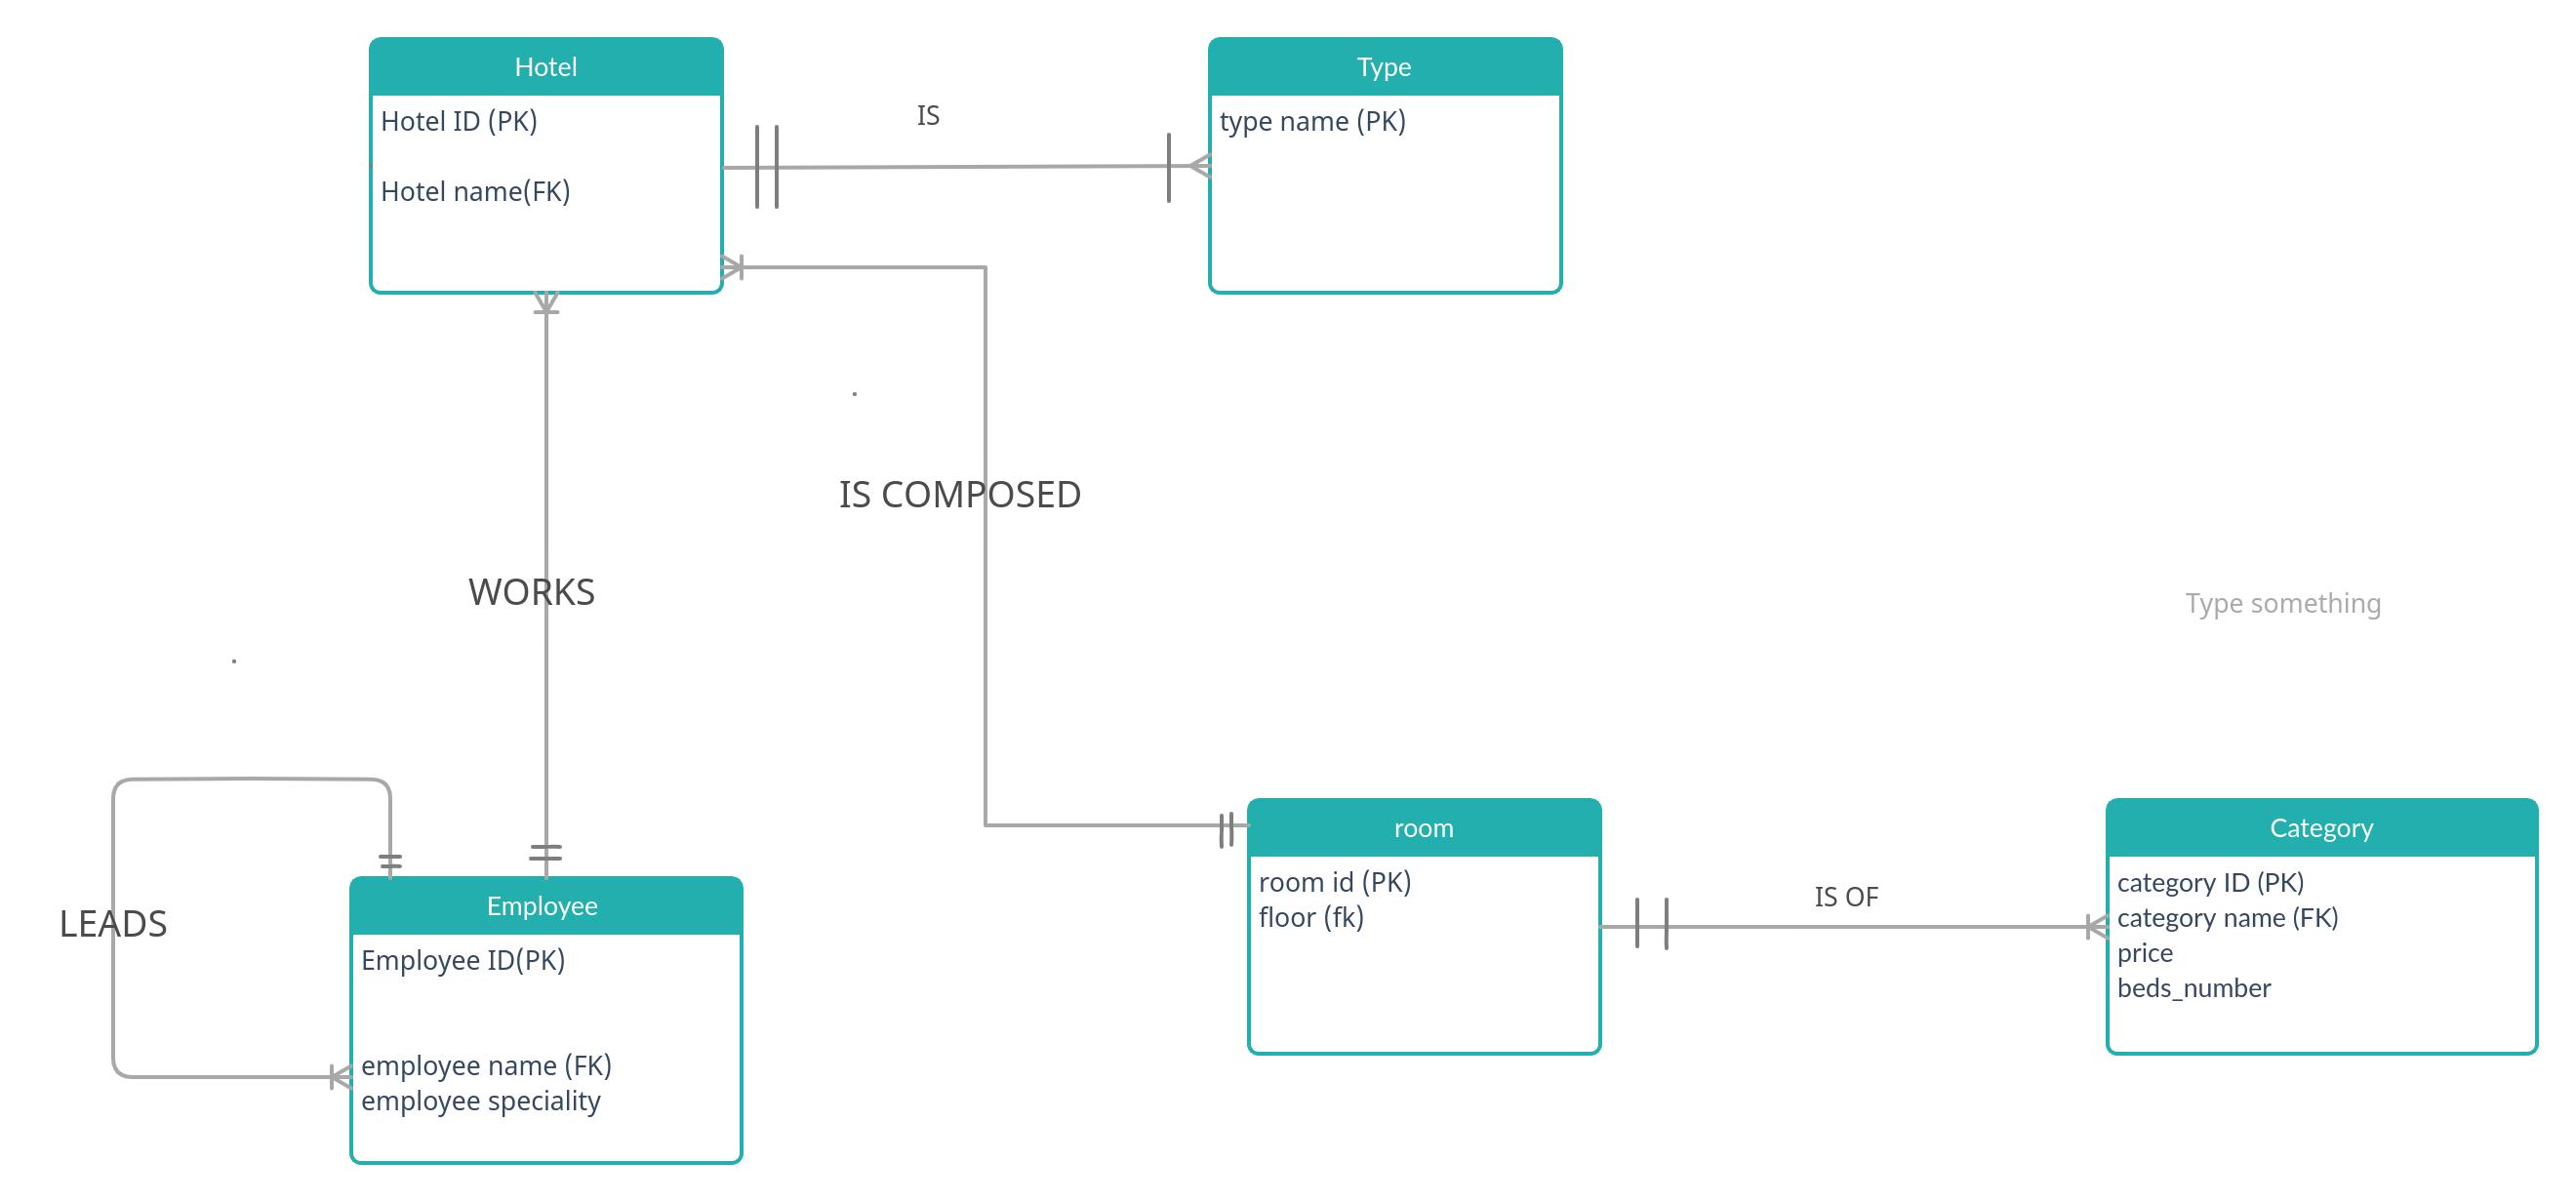 Hotel
Hotel ID (PK)
Hotel name(FK)
IS
Type
type name (PK)
IS COMPOSED
WORKS
Type something
LEADS
Employee
Employee ID(PK)
employee name (FK)
employee speciality
room
room id (PK)
floor (fk)
IS OF
Category
category ID (PK)
category name (FK)
price
beds_number